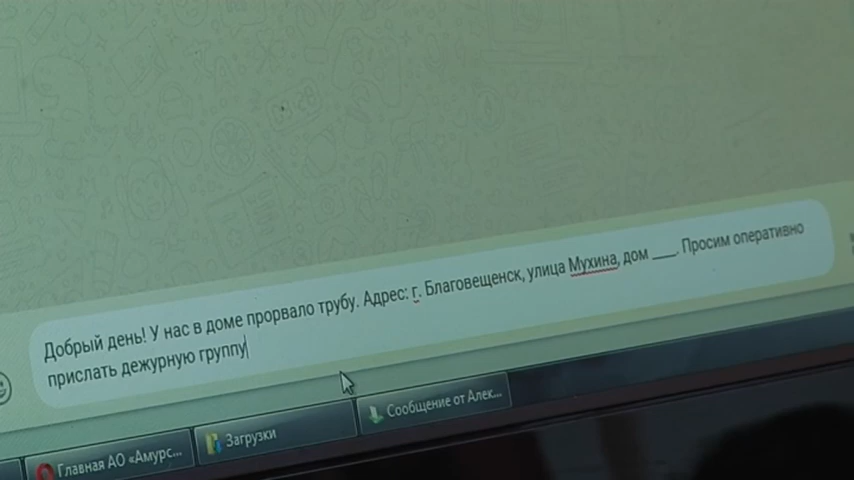 Добрый день! У нас в доме прорвало трубу. Адрес: г. Благовещенск, улица Мухина, дом ___. Просим оперативно
прислать дежурную группу
Главная АО «Амурс...
Загрузки
Сообщение от Алек...